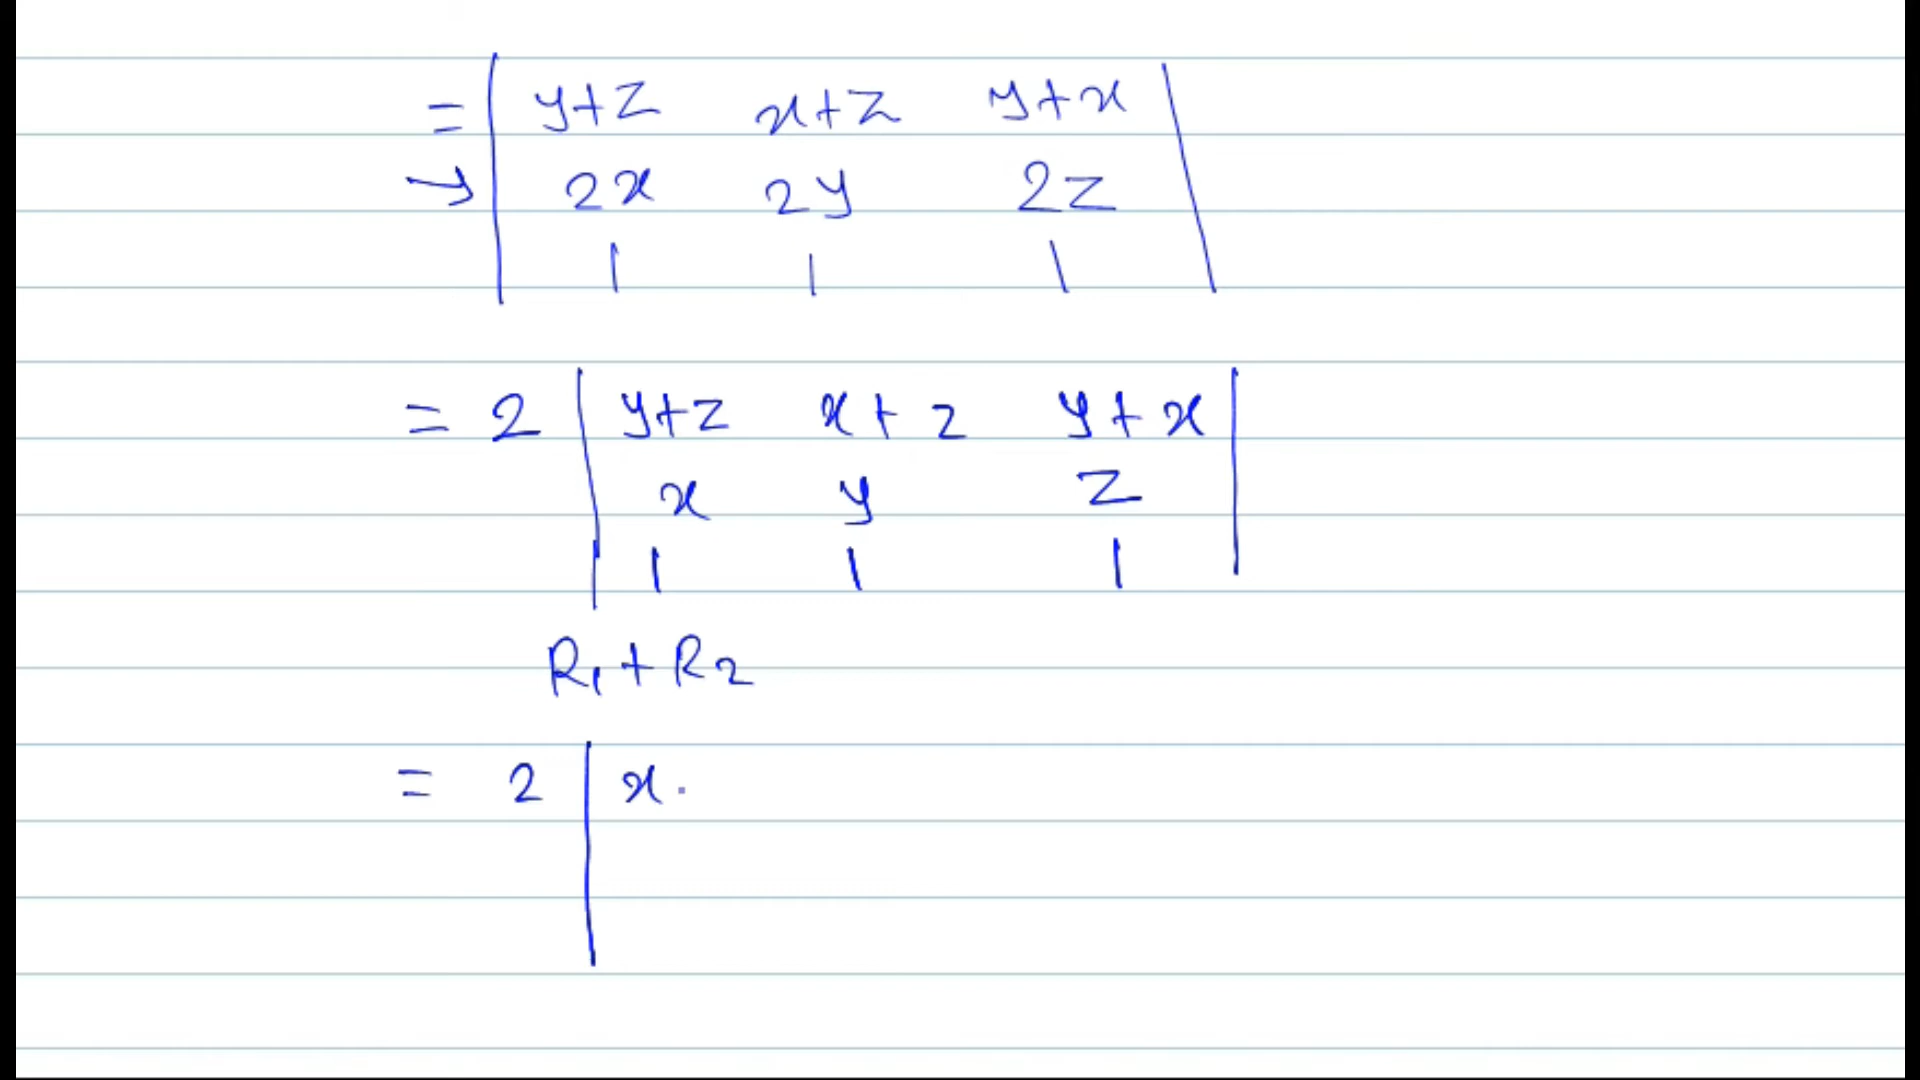 = | y+z x+z y+x |
→ | 2x 2y 2z |
| 1 1 1 |
= 2 | y+z x+z y+x |
| x y z |
| 1 1 1 |
R₁+R₂
= 2 | x.